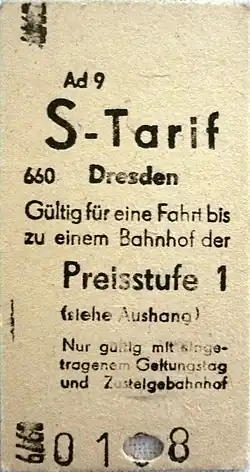 Ad 9
S-Tarif
660 Dresden
Gültig für eine Fahrt bis
zu einem Bahnhof der
Preisstufe 1
(siehe Aushang)
Nur gültig mit einge-
tragenem Geltungstag
und Zusteigebahnhof